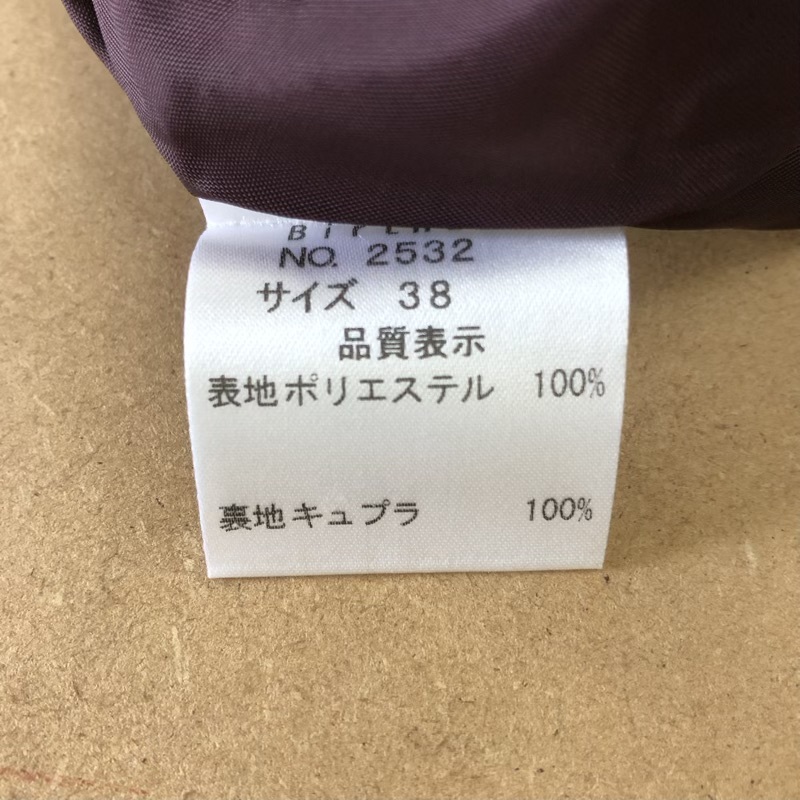 NO. 2532
サイズ 38
品質表示
表地ポリエステル 100%
裏地キュプラ 100%